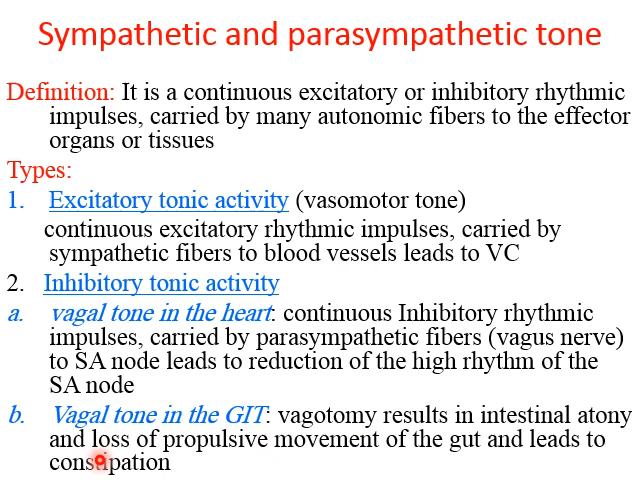 Sympathetic and parasympathetic tone
Definition: It is a continuous excitatory or inhibitory rhythmic
impulses, carried by many autonomic fibers to the effector
organs or tissues
Types:
1. Excitatory tonic activity (vasomotor tone)
continuous excitatory rhythmic impulses, carried by
sympathetic fibers to blood vessels leads to VC
2. Inhibitory tonic activity
a. vagal tone in the heart: continuous Inhibitory rhythmic
impulses, carried by parasympathetic fibers (vagus nerve)
to SA node leads to reduction of the high rhythm of the
SA node
b. Vagal tone in the GIT: vagotomy results in intestinal atony
and loss of propulsive movement of the gut and leads to
constipation